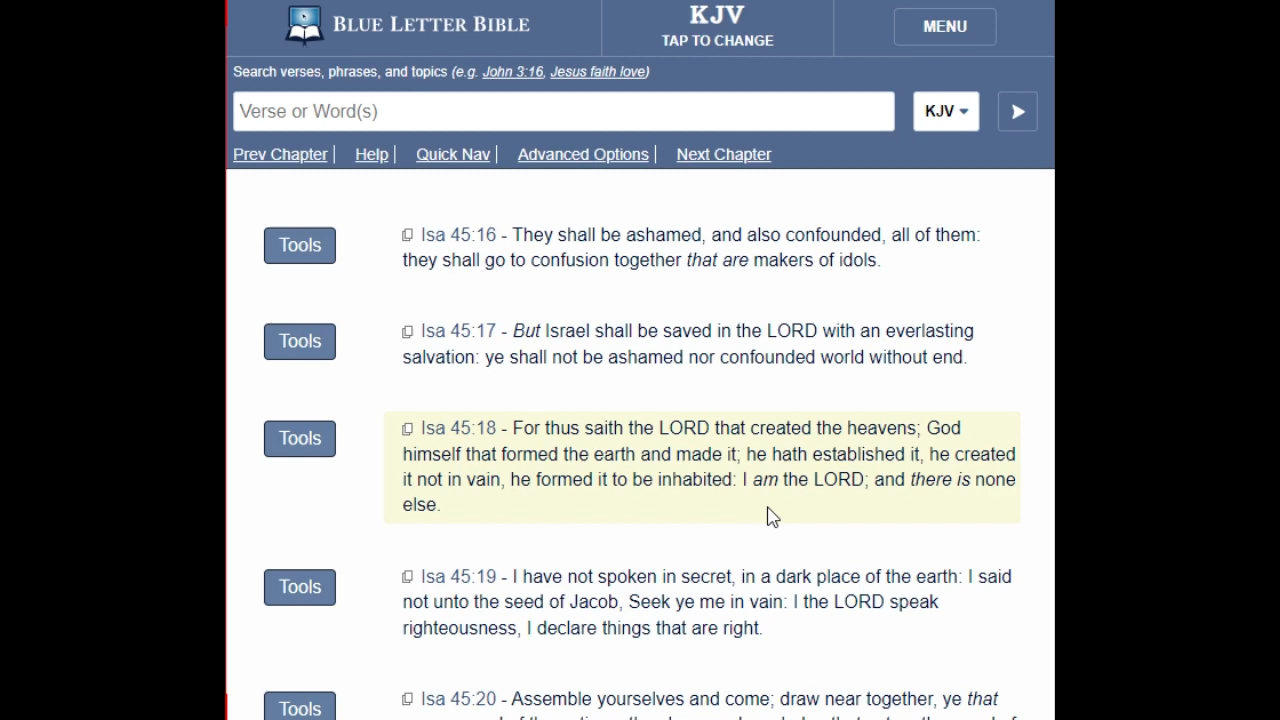 BLUE LETTER BIBLE
KJV
TAP TO CHANGE
MENU
Search verses, phrases, and topics (e.g. John 3:16, Jesus faith love)
Verse or Word(s)
KJV
Prev Chapter | Help | Quick Nav | Advanced Options | Next Chapter
Tools
Isa 45:16 - They shall be ashamed, and also confounded, all of them:
they shall go to confusion together that are makers of idols.
Tools
Isa 45:17 - But Israel shall be saved in the LORD with an everlasting
salvation: ye shall not be ashamed nor confounded world without end.
Tools
Isa 45:18 - For thus saith the LORD that created the heavens; God
himself that formed the earth and made it; he hath established it, he created
it not in vain, he formed it to be inhabited: I am the LORD; and there is none
else.
Tools
Isa 45:19 - I have not spoken in secret, in a dark place of the earth: I said
not unto the seed of Jacob, Seek ye me in vain: I the LORD speak
righteousness, I declare things that are right.
Tools
Isa 45:20 - Assemble yourselves and come; draw near together, ye that